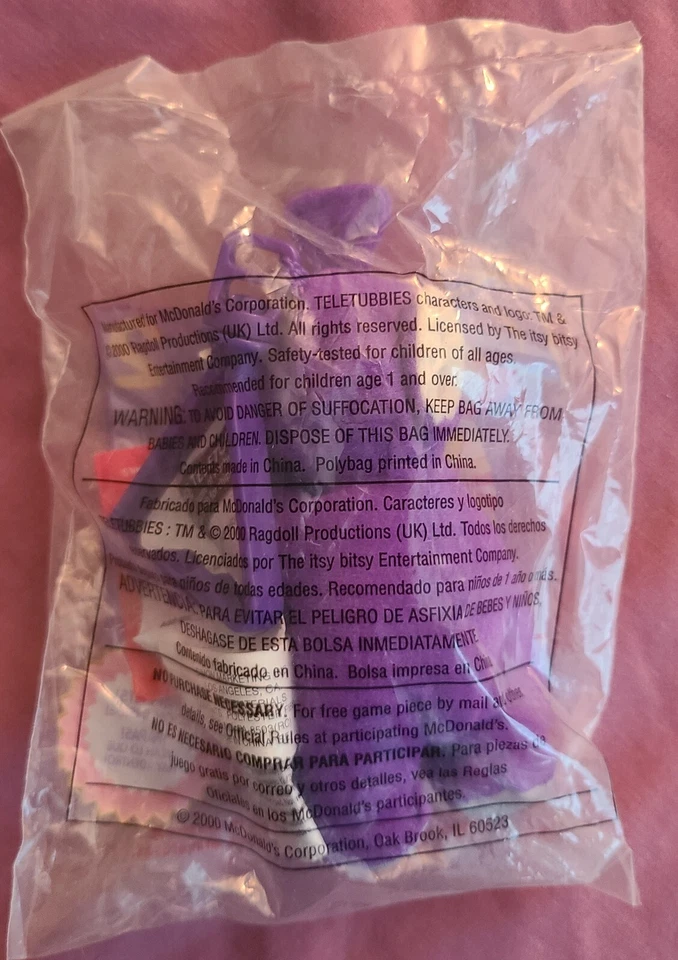 Manufactured for McDonald's Corporation. TELETUBBIES characters and logo: TM &
© 2000 Ragdoll Productions (UK) Ltd. All rights reserved. Licensed by The itsy bitsy
Entertainment Company. Safety-tested for children of all ages.
Recommended for children age 1 and over.
WARNING: TO AVOID DANGER OF SUFFOCATION, KEEP BAG AWAY FROM
BABIES AND CHILDREN. DISPOSE OF THIS BAG IMMEDIATELY.
Contents made in China. Polybag printed in China.
Fabricado para McDonald's Corporation. Caracteres y logotipo
TELETUBBIES : TM & © 2000 Ragdoll Productions (UK) Ltd. Todos los derechos
reservados. Licenciados por The itsy bitsy Entertainment Company.
para niños de todas edades. Recomendado para niños de 1 año o más.
ADVERTENCIA: PARA EVITAR EL PELIGRO DE ASFIXIA DE BEBES Y NIÑOS,
DESHAGASE DE ESTA BOLSA INMEDIATAMENTE.
Contenido fabricado en China. Bolsa impresa en China.
NO PURCHASE NECESSARY. For free game piece by mail and other
details, see Official Rules at participating McDonald's.
NO ES NECESARIO COMPRAR PARA PARTICIPAR. Para piezas de
juego gratis por correo y otros detalles, vea las Reglas
Oficiales en los McDonald's participantes.
© 2000 McDonald's Corporation, Oak Brook, IL 60523